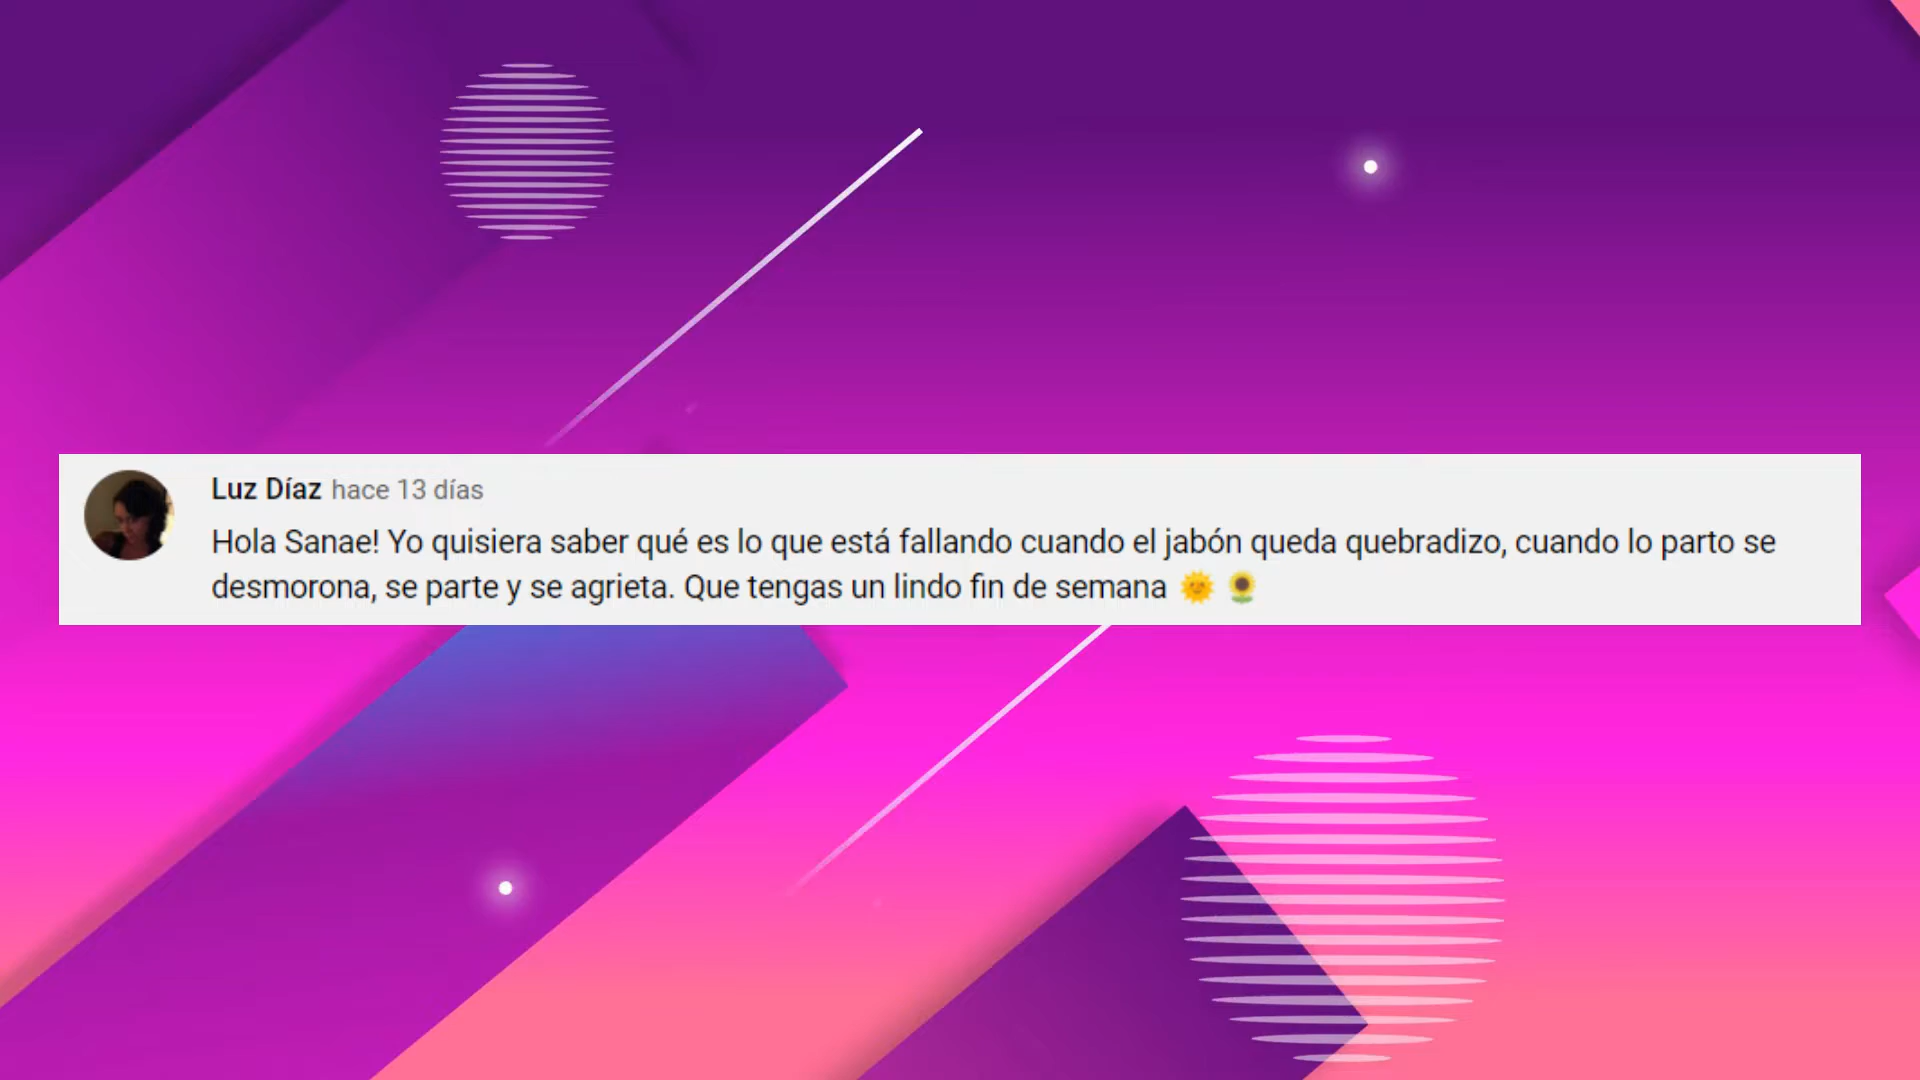 Luz Díaz hace 13 días
Hola Sanae! Yo quisiera saber qué es lo que está fallando cuando el jabón queda quebradizo, cuando lo parto se
desmorona, se parte y se agrieta. Que tengas un lindo fin de semana 🌞 🌻